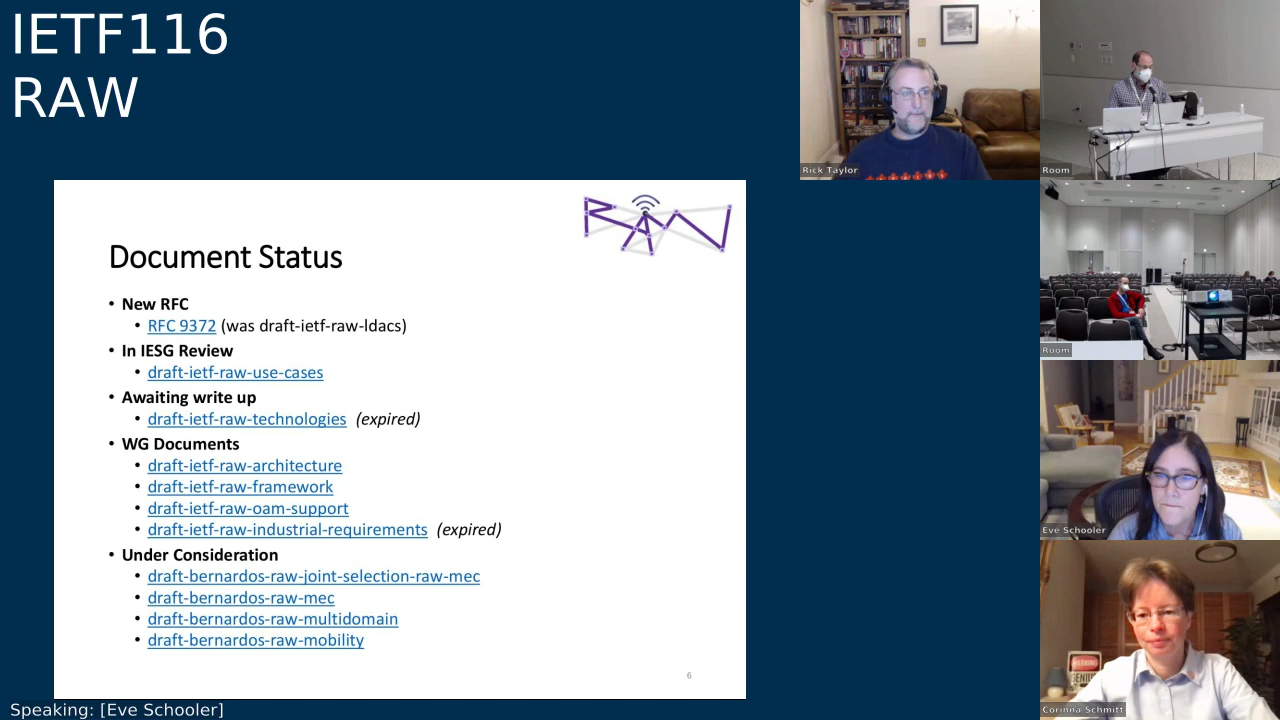 IETF116
RAW
Rick Taylor
Room
RAW
Document Status
• New RFC
• RFC 9372 (was draft-ietf-raw-ldacs)
• In IESG Review
• draft-ietf-raw-use-cases
• Awaiting write up
• draft-ietf-raw-technologies (expired)
• WG Documents
• draft-ietf-raw-architecture
• draft-ietf-raw-framework
• draft-ietf-raw-oam-support
• draft-ietf-raw-industrial-requirements (expired)
• Under Consideration
• draft-bernardos-raw-joint-selection-raw-mec
• draft-bernardos-raw-mec
• draft-bernardos-raw-multidomain
• draft-bernardos-raw-mobility
6
Room
Eve Schooler
GENIUS
Corinna Schmitt
Speaking: [Eve Schooler]